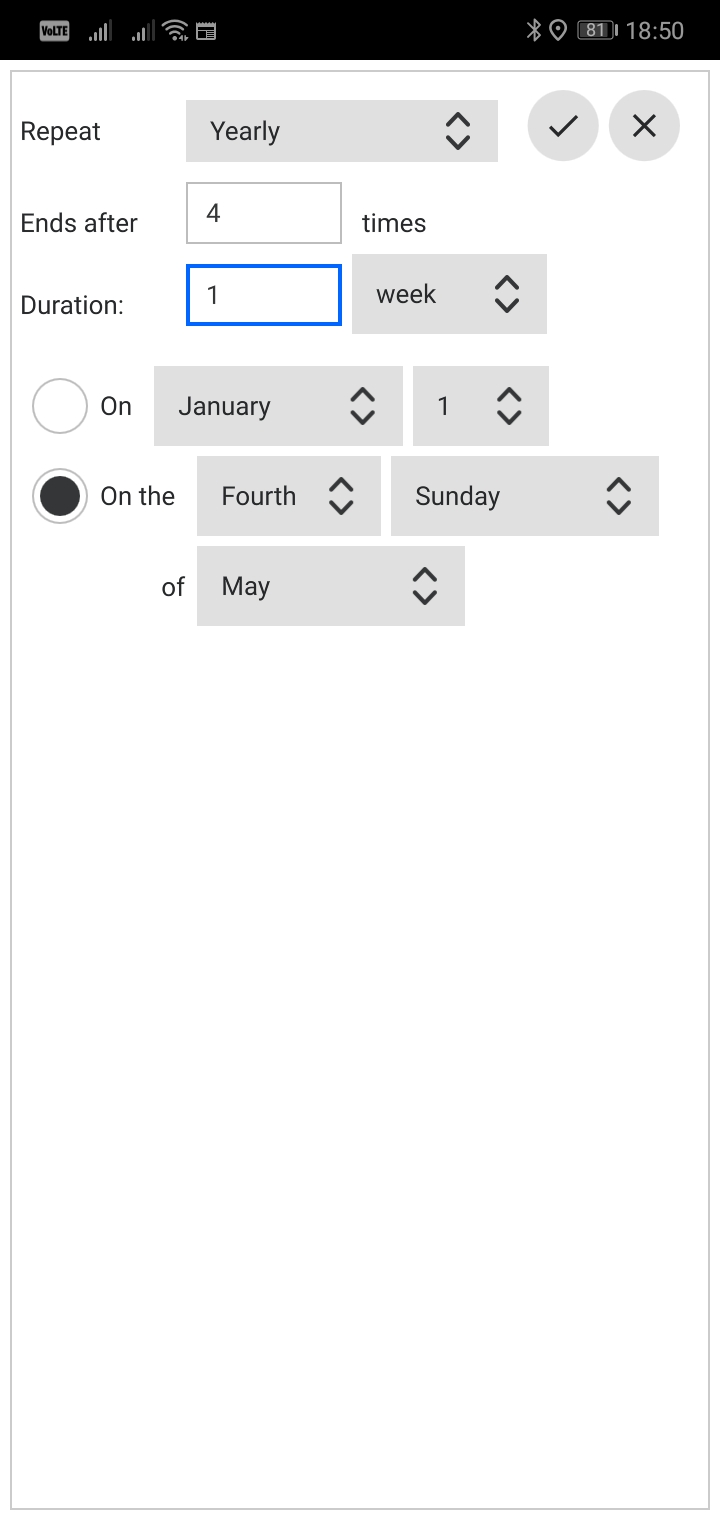 VoLTE 81 18:50
Repeat Yearly
Ends after 4 times
Duration: 1 week
On January 1
On the Fourth Sunday
of May